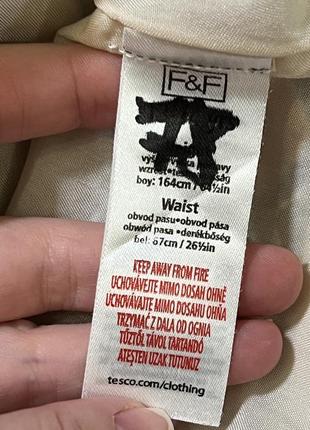 F&F
boy: 164cm /
Waist
obvod pasu•obvod pása
obwód pasa •derékbőség
bel: 67cm / 26½in
KEEP AWAY FROM FIRE
UCHOVÁVEJTE MIMO DOSAH OHNĚ
UCHOVÁVAJTE MIMO DOSAHU OHŇA
TRZYMAĆ Z DALA OD OGNIA
TŰZTŐL TÁVOL TARTANDÓ
ATEŞTEN UZAK TUTUNUZ
tesco.com/clothing